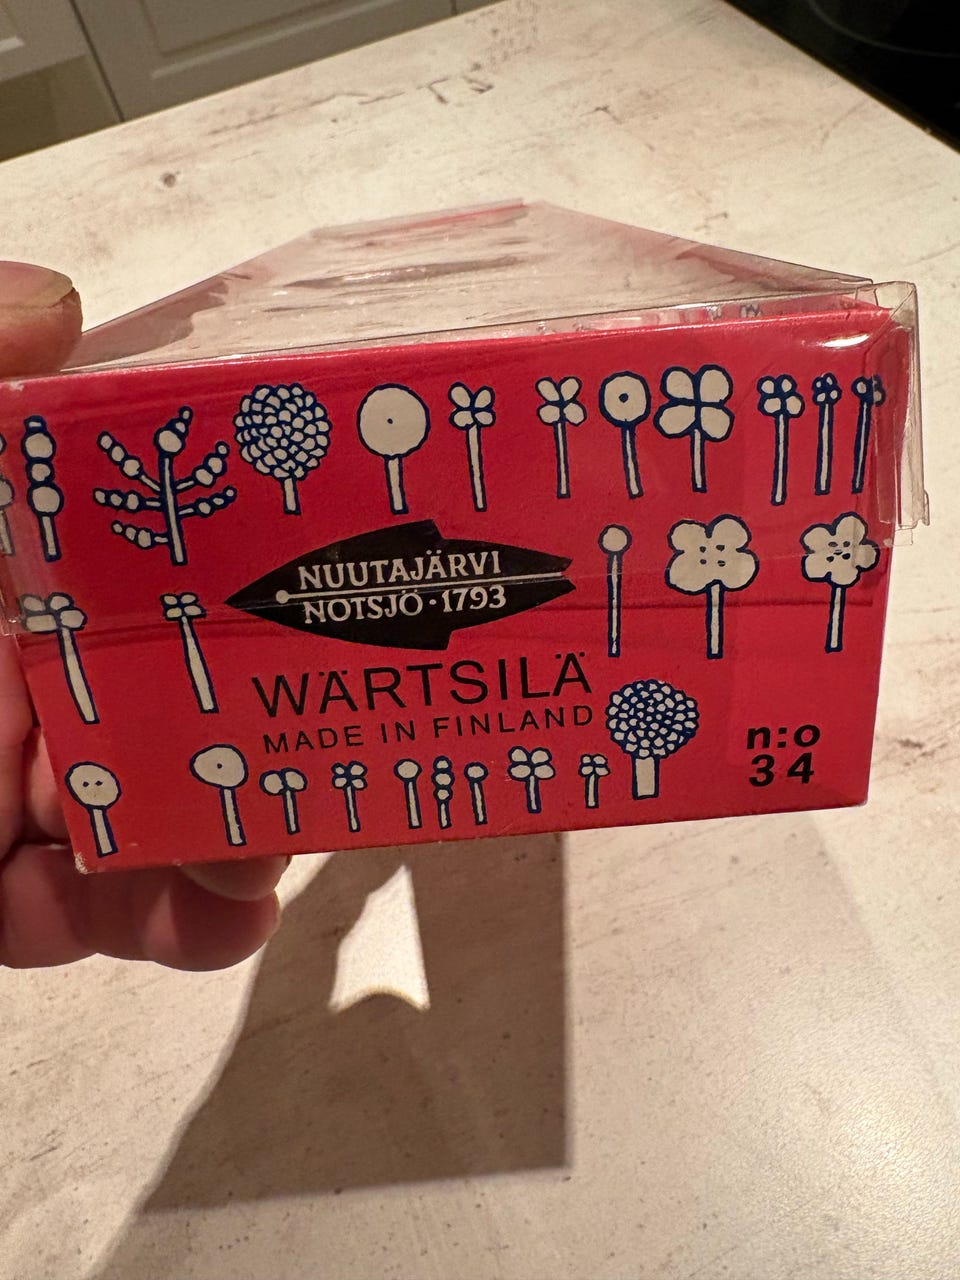 NUUTAJÄRVI
NOTSJÖ · 1793
WÄRTSILÄ
MADE IN FINLAND
n:o
34